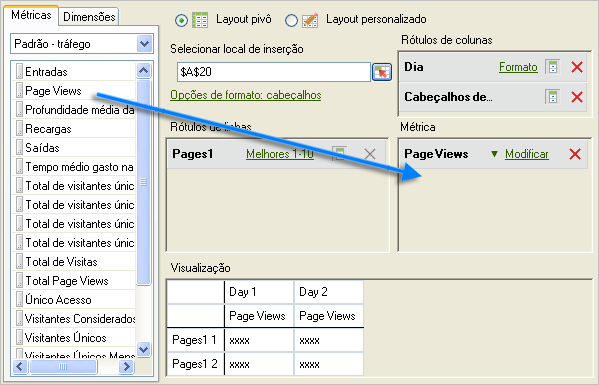 Métricas
Dimensões
Padrão - tráfego
Entradas
Page Views
Profundidade média da
Recargas
Saídas
Tempo médio gasto na
Total de visitantes únic
Total de visitantes únic
Total de visitantes únic
Total de Visitas
Total Page Views
Único Acesso
Visitantes Considerados
Visitantes Únicos
Visitantes Únicos Mens
Layout pivô
Layout personalizado
Selecionar local de inserção
$A$20
Opções de formato: cabeçalhos
Rótulos de colunas
Dia Formato
Cabeçalhos de...
Rótulos de linhas
Pages1 Melhores 1-10
Métrica
Page Views Modificar
Visualização
Day 1 Day 2
Page Views Page Views
Pages1 1 xxxx xxxx
Pages1 2 xxxx xxxx